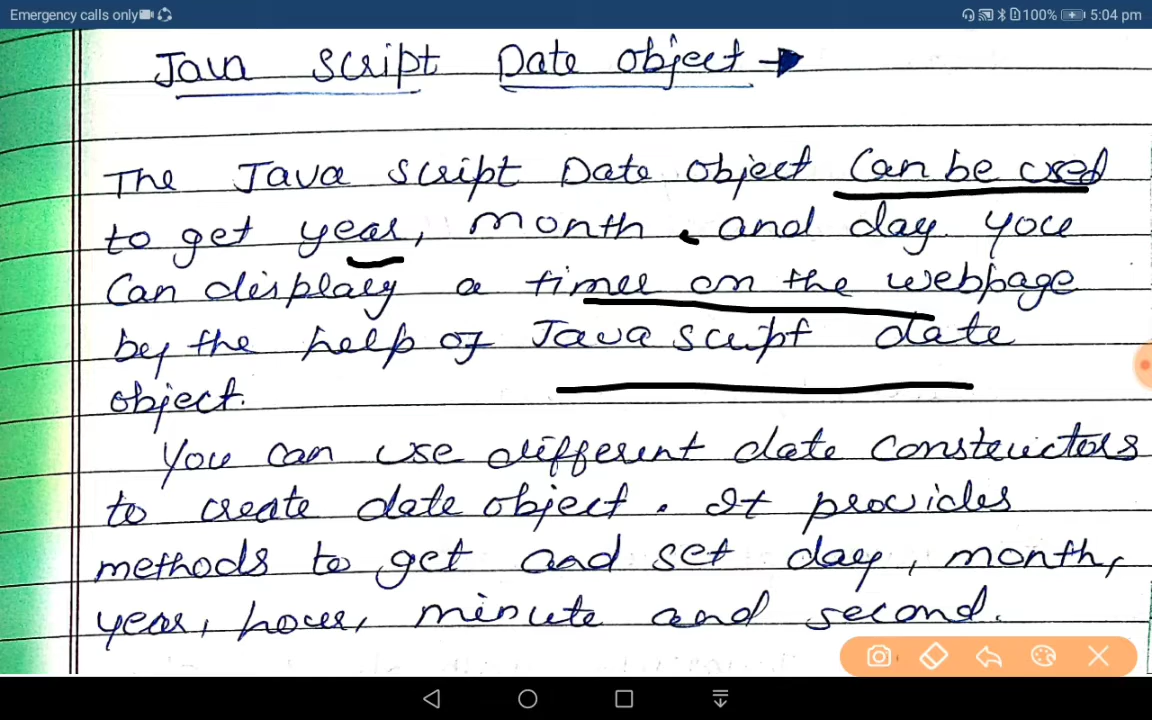 Emergency calls only
100% 5:04 pm
Java script Date object
The Java script Date object can be used
to get year, month and day you
can display a timer on the webpage
by the help of Java script date
object.
You can use different date constructors
to create date object. It provides
methods to get and set day, month,
year, hour, minute and second.